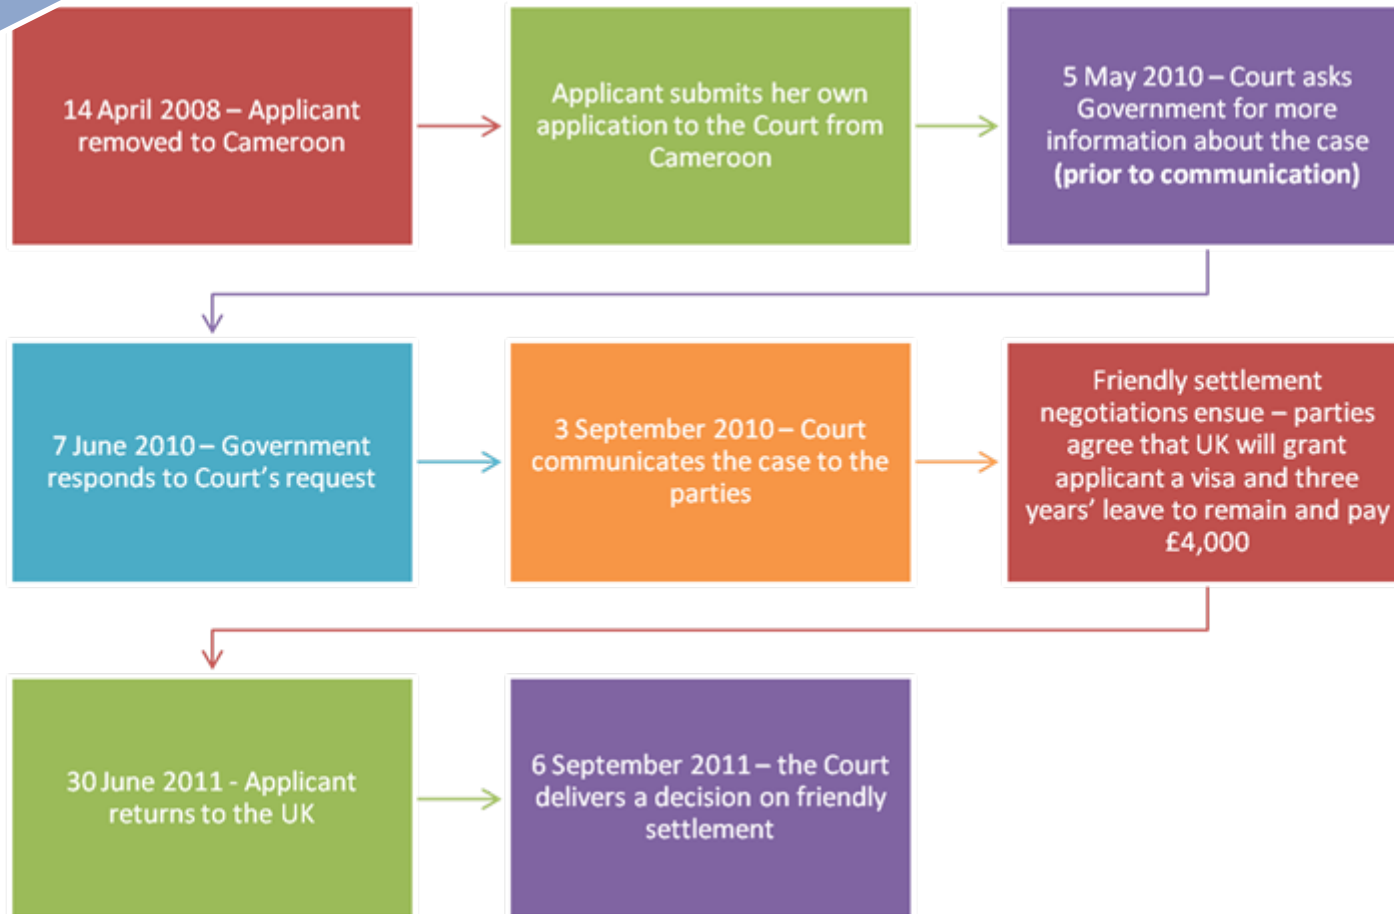 14 April 2008 – Applicant
removed to Cameroon
Applicant submits her own
application to the Court from
Cameroon
5 May 2010 – Court asks
Government for more
information about the case
(prior to communication)
7 June 2010 – Government
responds to Court's request
3 September 2010 – Court
communicates the case to the
parties
Friendly settlement
negotiations ensue – parties
agree that UK will grant
applicant a visa and three
years' leave to remain and pay
£4,000
30 June 2011 - Applicant
returns to the UK
6 September 2011 – the Court
delivers a decision on friendly
settlement